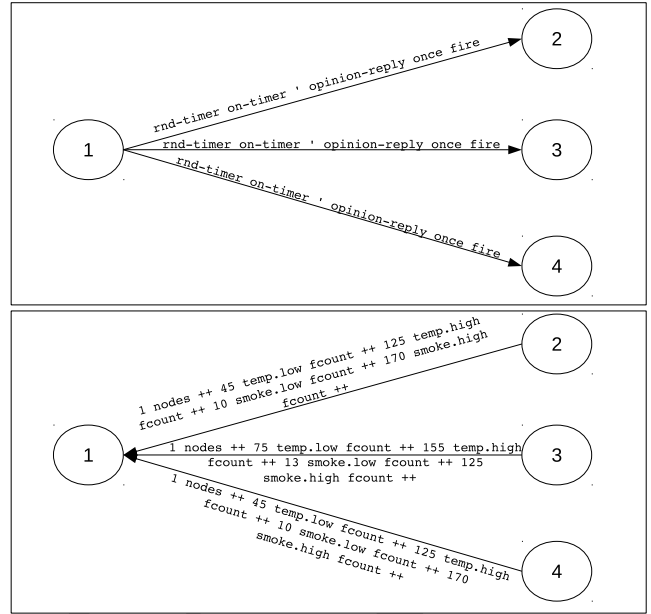 2
rnd-timer on-timer ' opinion-reply once fire
1
rnd-timer on-timer ' opinion-reply once fire
3
rnd-timer on-timer ' opinion-reply once fire
4
2
1 nodes ++ 45 temp.low fcount ++ 125 temp.high
fcount ++ 10 smoke.low fcount ++ 170 smoke.high
fcount ++
1
1 nodes ++ 75 temp.low fcount ++ 155 temp.high
fcount ++ 13 smoke.low fcount ++ 125
smoke.high fcount ++
3
1 nodes ++ 45 temp.low fcount ++ 125 temp.high
fcount ++ 10 smoke.low fcount ++ 170
smoke.high fcount ++
4